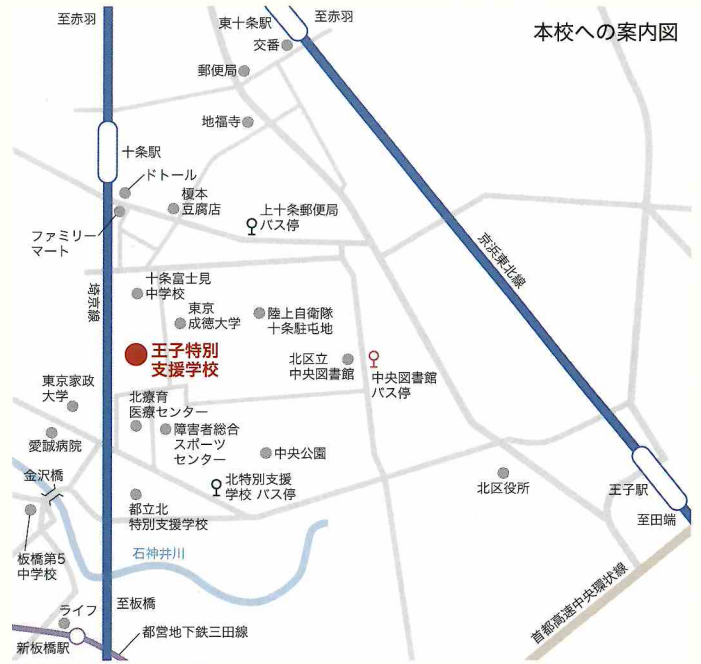 本校への案内図
至赤羽
東十条駅
至赤羽
交番
郵便局
地福寺
十条駅
ドトール
榎本
豆腐店
上十条郵便局
バス停
ファミリー
マート
京浜東北線
埼京線
十条富士見
中学校
東京
成徳大学
陸上自衛隊
十条駐屯地
王子特別
支援学校
北区立
中央図書館
中央図書館
バス停
東京家政
大学
北療育
医療センター
愛誠病院
障害者総合
スポーツ
センター
中央公園
金沢橋
北特別支援
学校 バス停
北区役所
王子駅
至田端
都立北
特別支援学校
板橋第5
中学校
石神井川
首都高速中央環状線
ライフ
至板橋
都営地下鉄三田線
新板橋駅